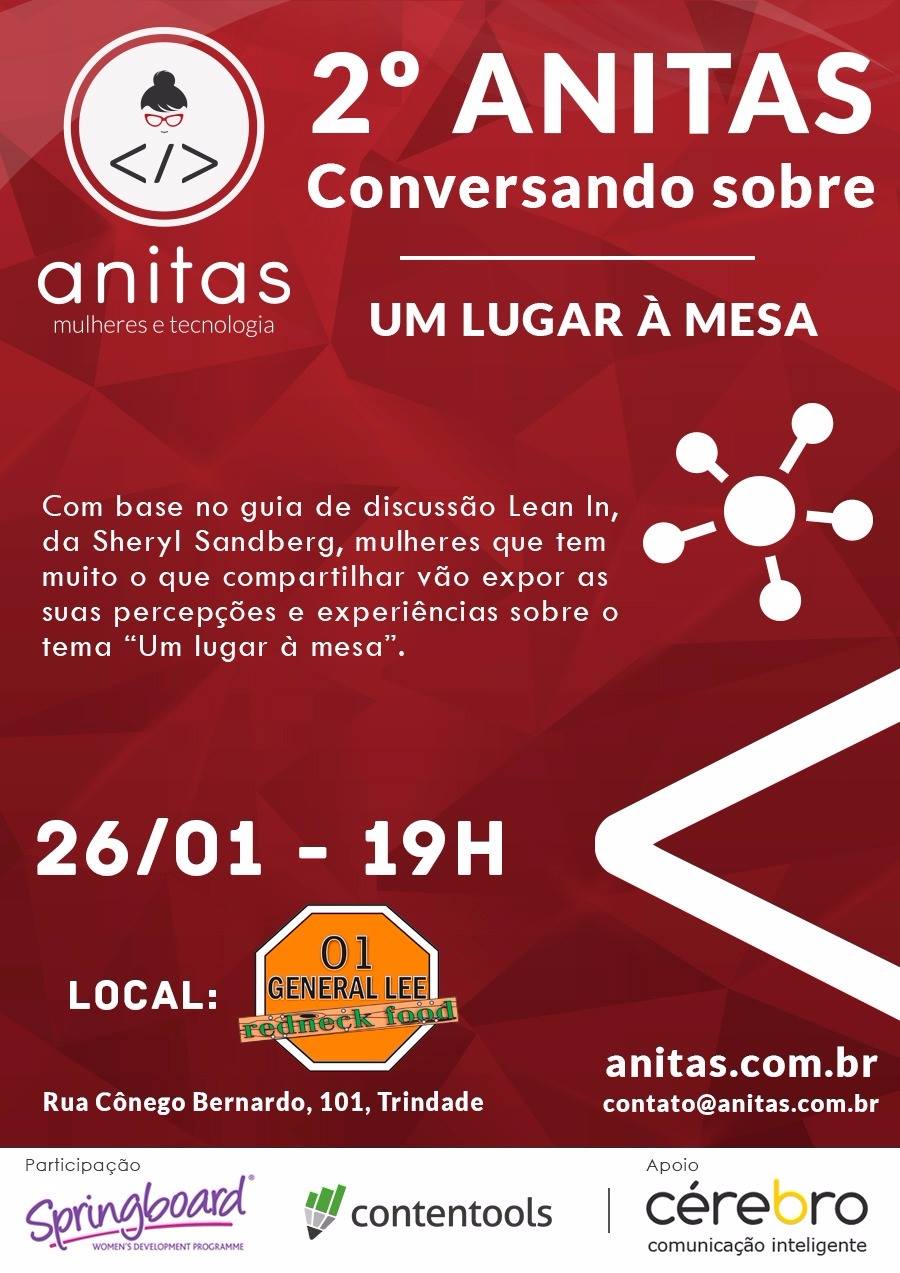 </>
anitas
mulheres e tecnologia
2º ANITAS
Conversando sobre
UM LUGAR À MESA
Com base no guia de discussão Lean In,
da Sheryl Sandberg, mulheres que tem
muito o que compartilhar vão expor as
suas percepções e experiências sobre o
tema “Um lugar à mesa”.
26/01 - 19H
LOCAL:
01
GENERAL LEE
redneck food
Rua Cônego Bernardo, 101, Trindade
anitas.com.br
contato@anitas.com.br
Participação
Springboard®
WOMEN'S DEVELOPMENT PROGRAMME
contentools
Apoio
cérebro
comunicação inteligente